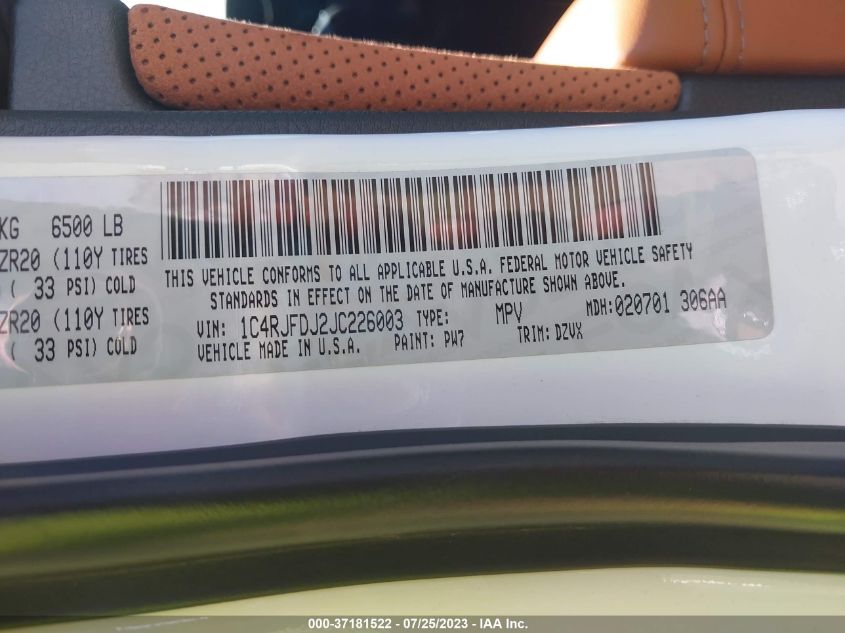 KG 6500 LB
ZR20 (110Y TIRES
( 33 PSI) COLD
ZR20 (110Y TIRES
( 33 PSI) COLD
THIS VEHICLE CONFORMS TO ALL APPLICABLE U.S.A. FEDERAL MOTOR VEHICLE SAFETY
STANDARDS IN EFFECT ON THE DATE OF MANUFACTURE SHOWN ABOVE.
VIN: 1C4RJFDJ2JC226003 TYPE: MPV MDH:020701 306AA
VEHICLE MADE IN U.S.A. PAINT: PW7 TRIM: DZVX
000-37181522 - 07/25/2023 - IAA Inc.